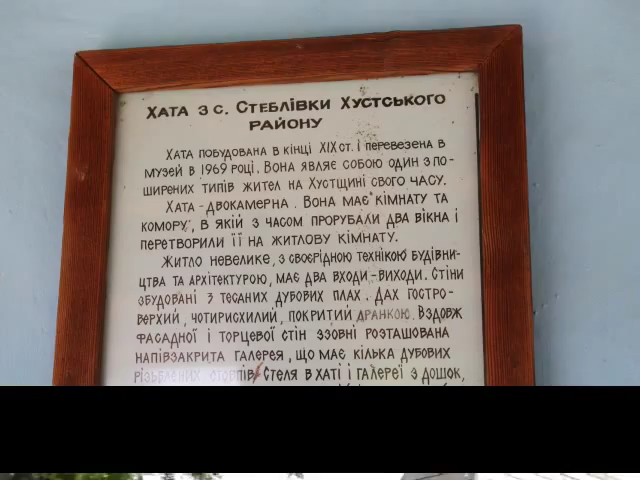 Хата з с. Стеблівки Хустського
району
Хата побудована в кінці XIX ст. і перевезена в
музей в 1969 році. Вона являє собою один з по-
ширених типів жител на Хустщині свого часу.
Хата - двокамерна. Вона має кімнату та
комору, в якій з часом прорубали два вікна і
перетворили її на житлову кімнату.
Житло невелике, з своєрідною технікою будівни-
цтва та архітектурою, має два входи-виходи. Стіни
збудовані з тесаних дубових плах. Дах гостро-
верхий, чотирисхилий, покритий дранкою. Вздовж
фасадної і торцевої стін ззовні розташована
напівзакрита галерея, що має кілька дубових
різьблених стовпів. Стеля в хаті і галереї з дошок,